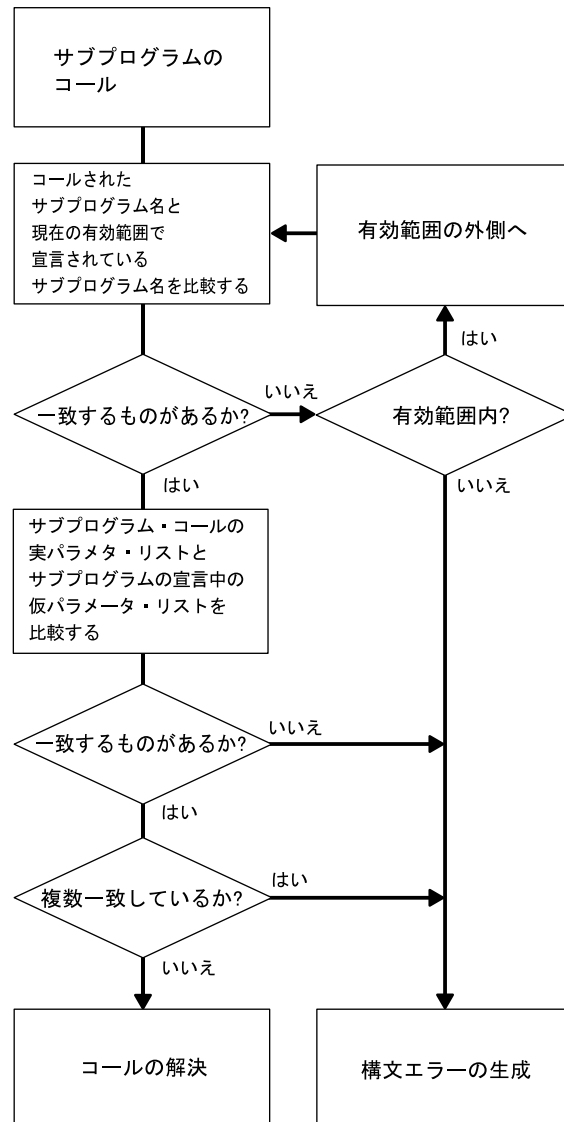 サブプログラムの
コール
コールされた
サブプログラム名と
現在の有効範囲で
宣言されている
サブプログラム名を比較する
有効範囲の外側へ
はい
一致するものがあるか?
いいえ
有効範囲内?
はい
いいえ
サブプログラム・コールの
実パラメタ・リストと
サブプログラムの宣言中の
仮パラメータ・リストを
比較する
一致するものがあるか?
いいえ
はい
複数一致しているか?
はい
いいえ
コールの解決
構文エラーの生成